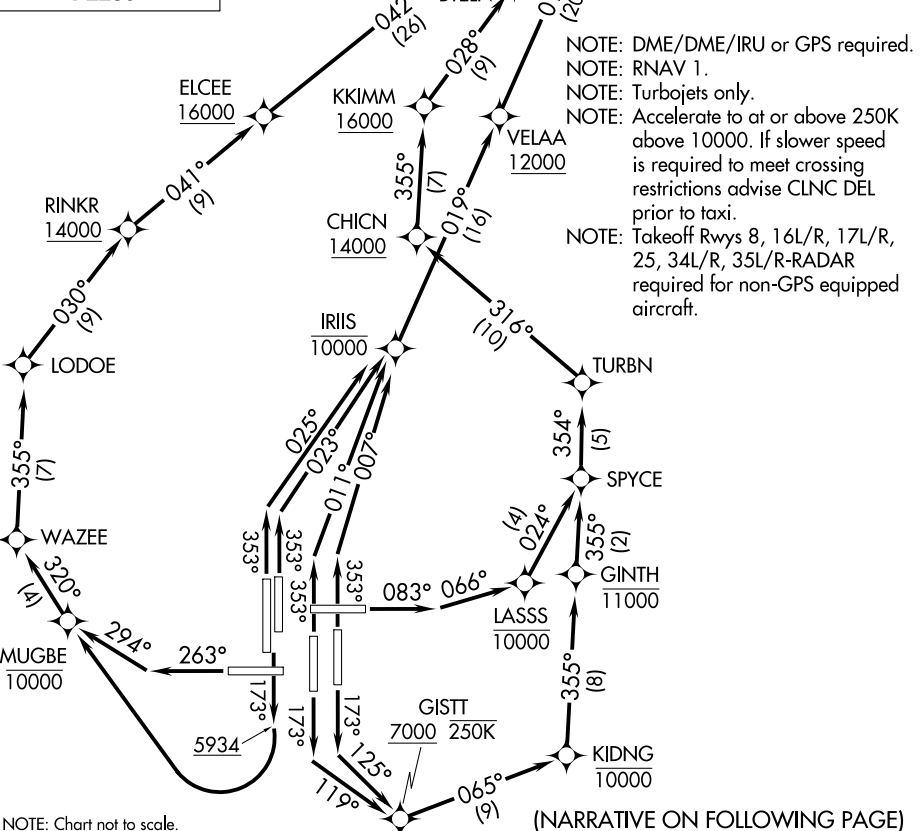 042°
(26)
028°
(9)
ELCEE
16000
KKIMM
16000
VELAA
12000
NOTE: DME/DME/IRU or GPS required.
NOTE: RNAV 1.
NOTE: Turbojets only.
NOTE: Accelerate to at or above 250K
above 10000. If slower speed
is required to meet crossing
restrictions advise CLNC DEL
prior to taxi.
NOTE: Takeoff Rwys 8, 16L/R, 17L/R,
25, 34L/R, 35L/R-RADAR
required for non-GPS equipped
aircraft.
041°
(9)
355°
(7)
019°
(16)
RINKR
14000
CHICN
14000
030°
(9)
316°
(10)
IRIIS
10000
LODOE
TURBN
025°
023°
011°
007°
354°
(5)
355°
(7)
SPYCE
WAZEE
353°
353°
353°
353°
(4)
024°
355°
(2)
320°
(4)
083°
066°
GINTH
11000
LASSS
10000
MUGBE
10000
294°
263°
355°
(8)
173°
173°
173°
5934
GISTT
7000 250K
125°
119°
KIDNG
10000
065°
(9)
NOTE: Chart not to scale.
(NARRATIVE ON FOLLOWING PAGE)